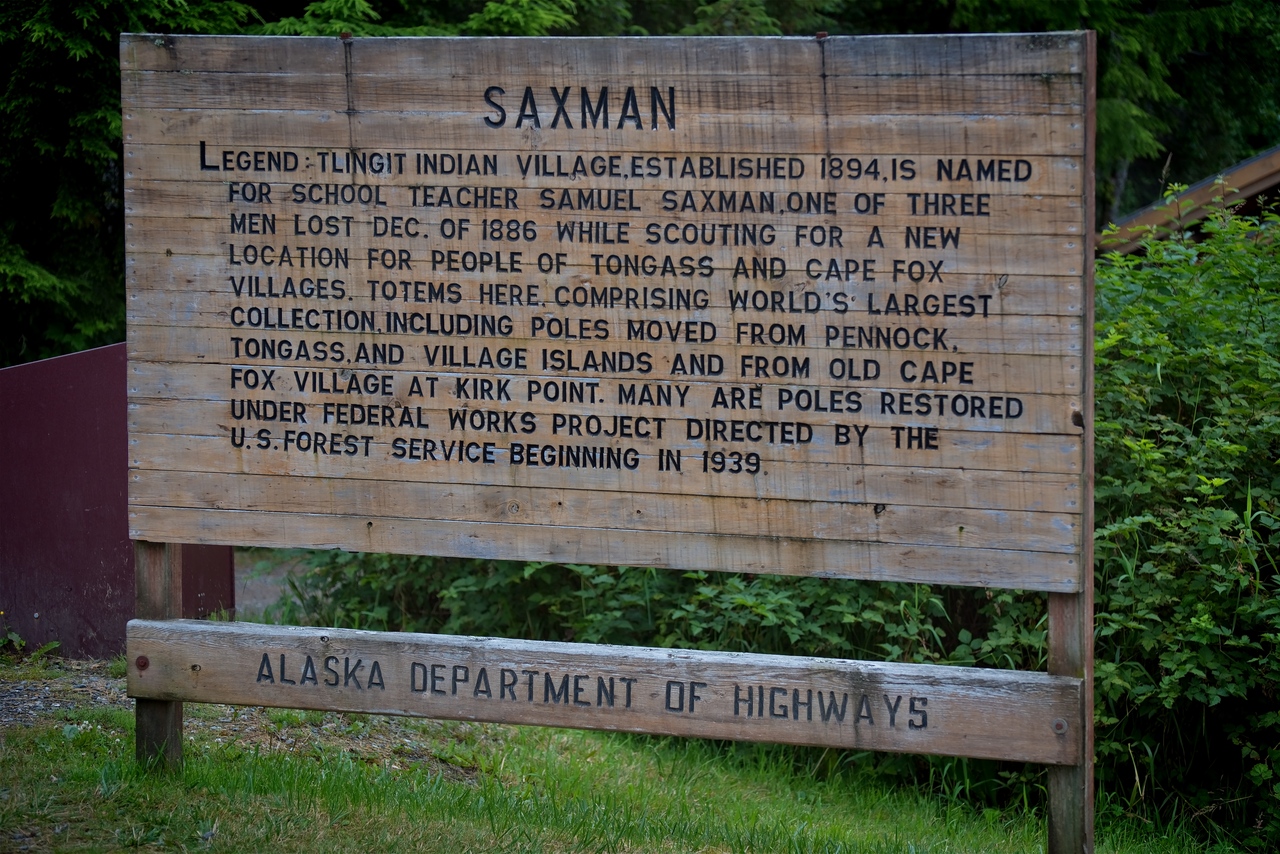 SAXMAN
LEGEND: TLINGIT INDIAN VILLAGE, ESTABLISHED 1894, IS NAMED
FOR SCHOOL TEACHER SAMUEL SAXMAN, ONE OF THREE
MEN LOST DEC. OF 1886 WHILE SCOUTING FOR A NEW
LOCATION FOR PEOPLE OF TONGASS AND CAPE FOX
VILLAGES. TOTEMS HERE, COMPRISING WORLD'S LARGEST
COLLECTION, INCLUDING POLES MOVED FROM PENNOCK,
TONGASS, AND VILLAGE ISLANDS AND FROM OLD CAPE
FOX VILLAGE AT KIRK POINT. MANY ARE POLES RESTORED
UNDER FEDERAL WORKS PROJECT DIRECTED BY THE
U.S. FOREST SERVICE BEGINNING IN 1939.
ALASKA DEPARTMENT OF HIGHWAYS